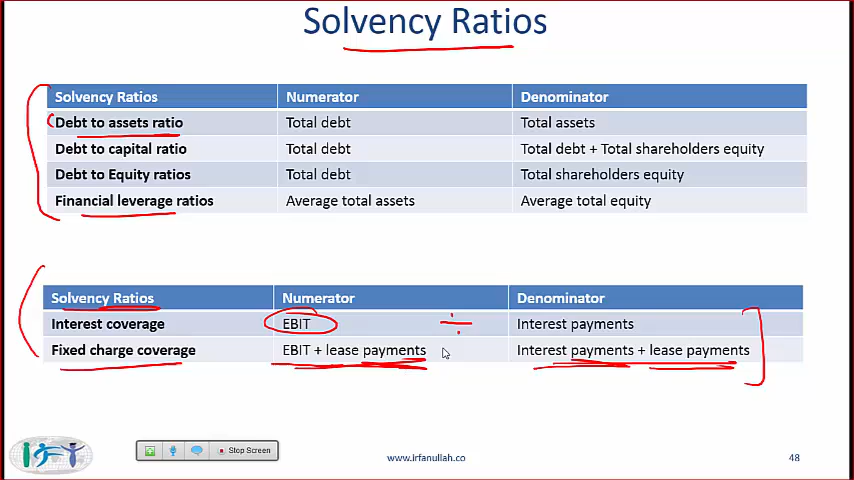 Solvency Ratios
Solvency Ratios Numerator Denominator
Debt to assets ratio Total debt Total assets
Debt to capital ratio Total debt Total debt + Total shareholders equity
Debt to Equity ratios Total debt Total shareholders equity
Financial leverage ratios Average total assets Average total equity
Solvency Ratios Numerator Denominator
Interest coverage EBIT ÷ Interest payments
Fixed charge coverage EBIT + lease payments Interest payments + lease payments
Stop Screen
www.irfanullah.co 48